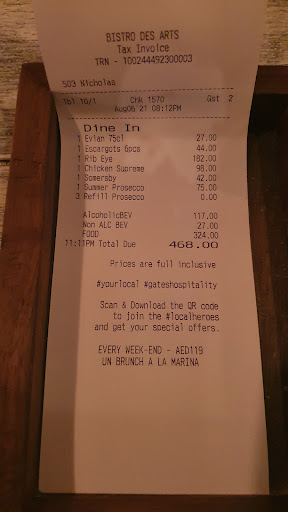 BISTRO DES ARTS
Tax Invoice
TRN - 100244492300003
503 Nicholas
Tbl 10/1 Chk 1570 Gst 2
Aug06'21 08:12PM
Dine In
1 Evian 75cl 27.00
1 Escargots 6pcs 44.00
1 Rib Eye 182.00
1 Chicken Supreme 98.00
1 Somersby 42.00
1 Summer Prosecco 75.00
3 Refill Prosecco 0.00
AlcoholicBEV 117.00
Non ALC BEV 27.00
FOOD 324.00
11:11PM Total Due 468.00
Prices are full inclusive
#yourlocal #gateshospitality
Scan & Download the QR code
to join the #localheroes
and get your special offers.
EVERY WEEK-END - AED119
UN BRUNCH A LA MARINA